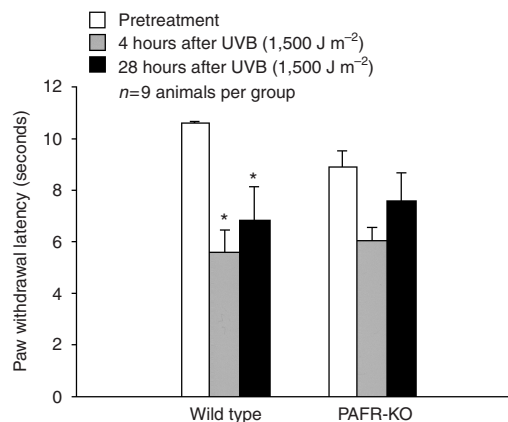 Pretreatment
4 hours after UVB (1,500 J m⁻²)
28 hours after UVB (1,500 J m⁻²)
n=9 animals per group
Paw withdrawal latency (seconds)
12
10
8
6
4
2
0
*
*
Wild type PAFR-KO